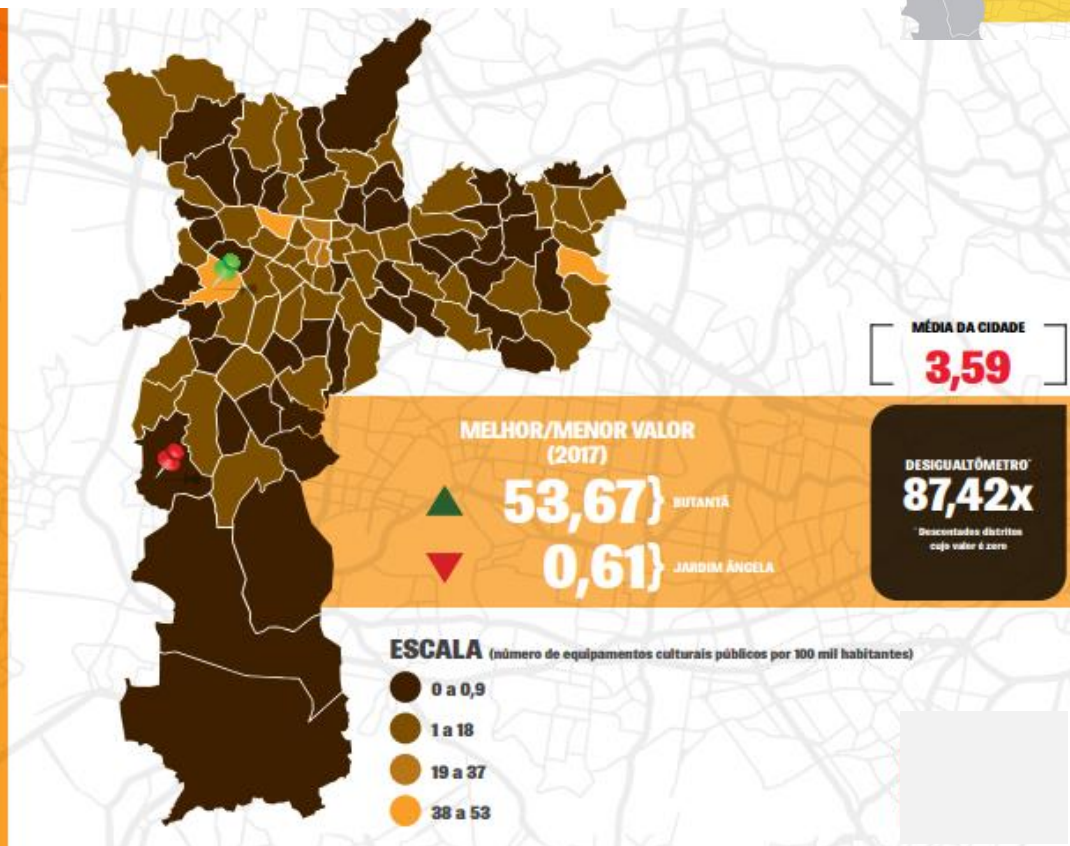 MÉDIA DA CIDADE
3,59
MELHOR/MENOR VALOR
(2017)
53,67} BUTANTÃ
0,61} JARDIM ÂNGELA
DESIGUALTÔMETRO*
87,42x
* Descontados distritos
cujo valor é zero
ESCALA (número de equipamentos culturais públicos por 100 mil habitantes)
0 a 0,9
1 a 18
19 a 37
38 a 53